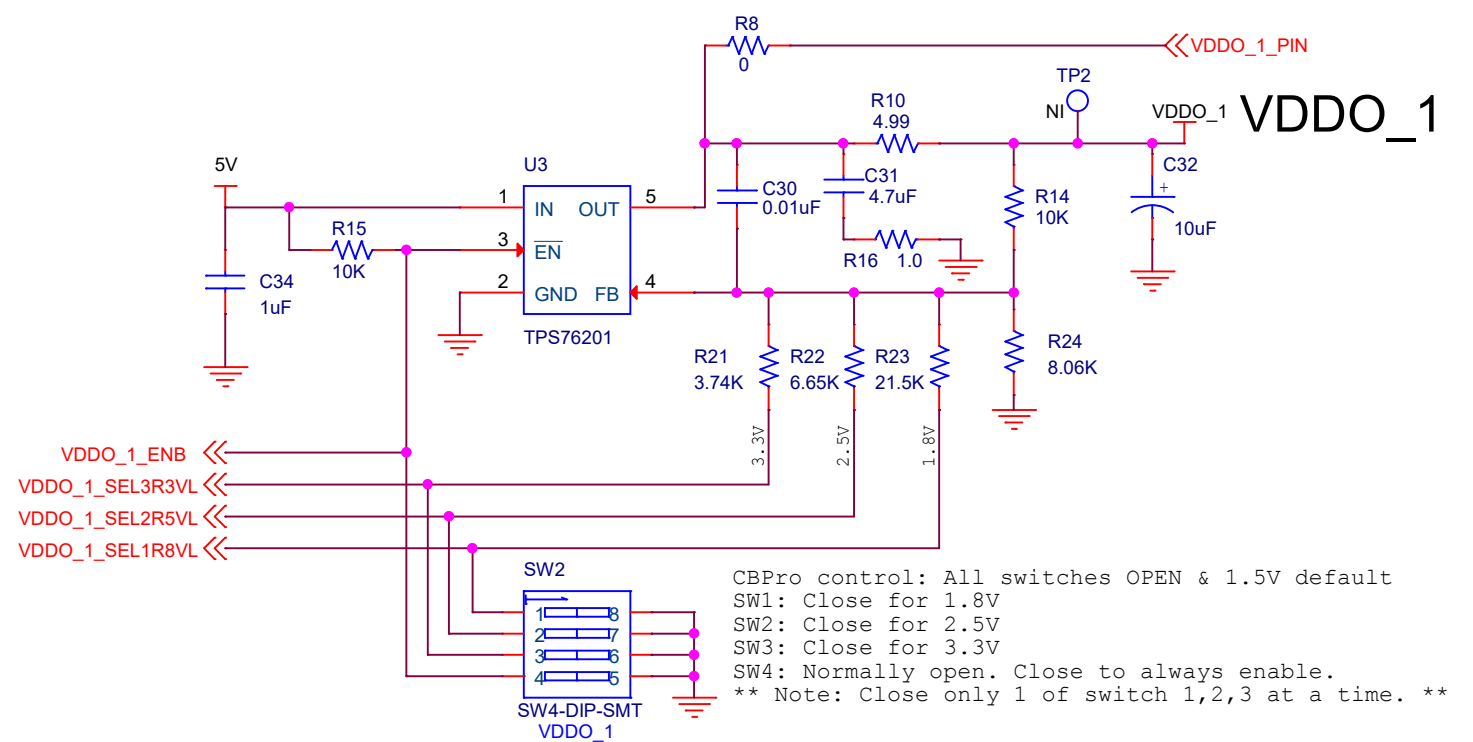 R8
0
VDDO_1_PIN
TP2
NI
VDDO_1
VDDO_1
R10
4.99
5V
U3
C32
+
10uF
1
IN
OUT
5
C30
0.01uF
C31
4.7uF
R14
10K
R15
10K
3
EN
R16
1.0
C34
1uF
2
GND
FB
4
TPS76201
R21
3.74K
R22
6.65K
R23
21.5K
R24
8.06K
3.3V
2.5V
1.8V
VDDO_1_ENB
VDDO_1_SEL3R3VL
VDDO_1_SEL2R5VL
VDDO_1_SEL1R8VL
SW2
1
8
2
7
3
6
4
5
SW4-DIP-SMT
VDDO_1
CBPro control: All switches OPEN & 1.5V default
SW1: Close for 1.8V
SW2: Close for 2.5V
SW3: Close for 3.3V
SW4: Normally open. Close to always enable.
** Note: Close only 1 of switch 1,2,3 at a time. **